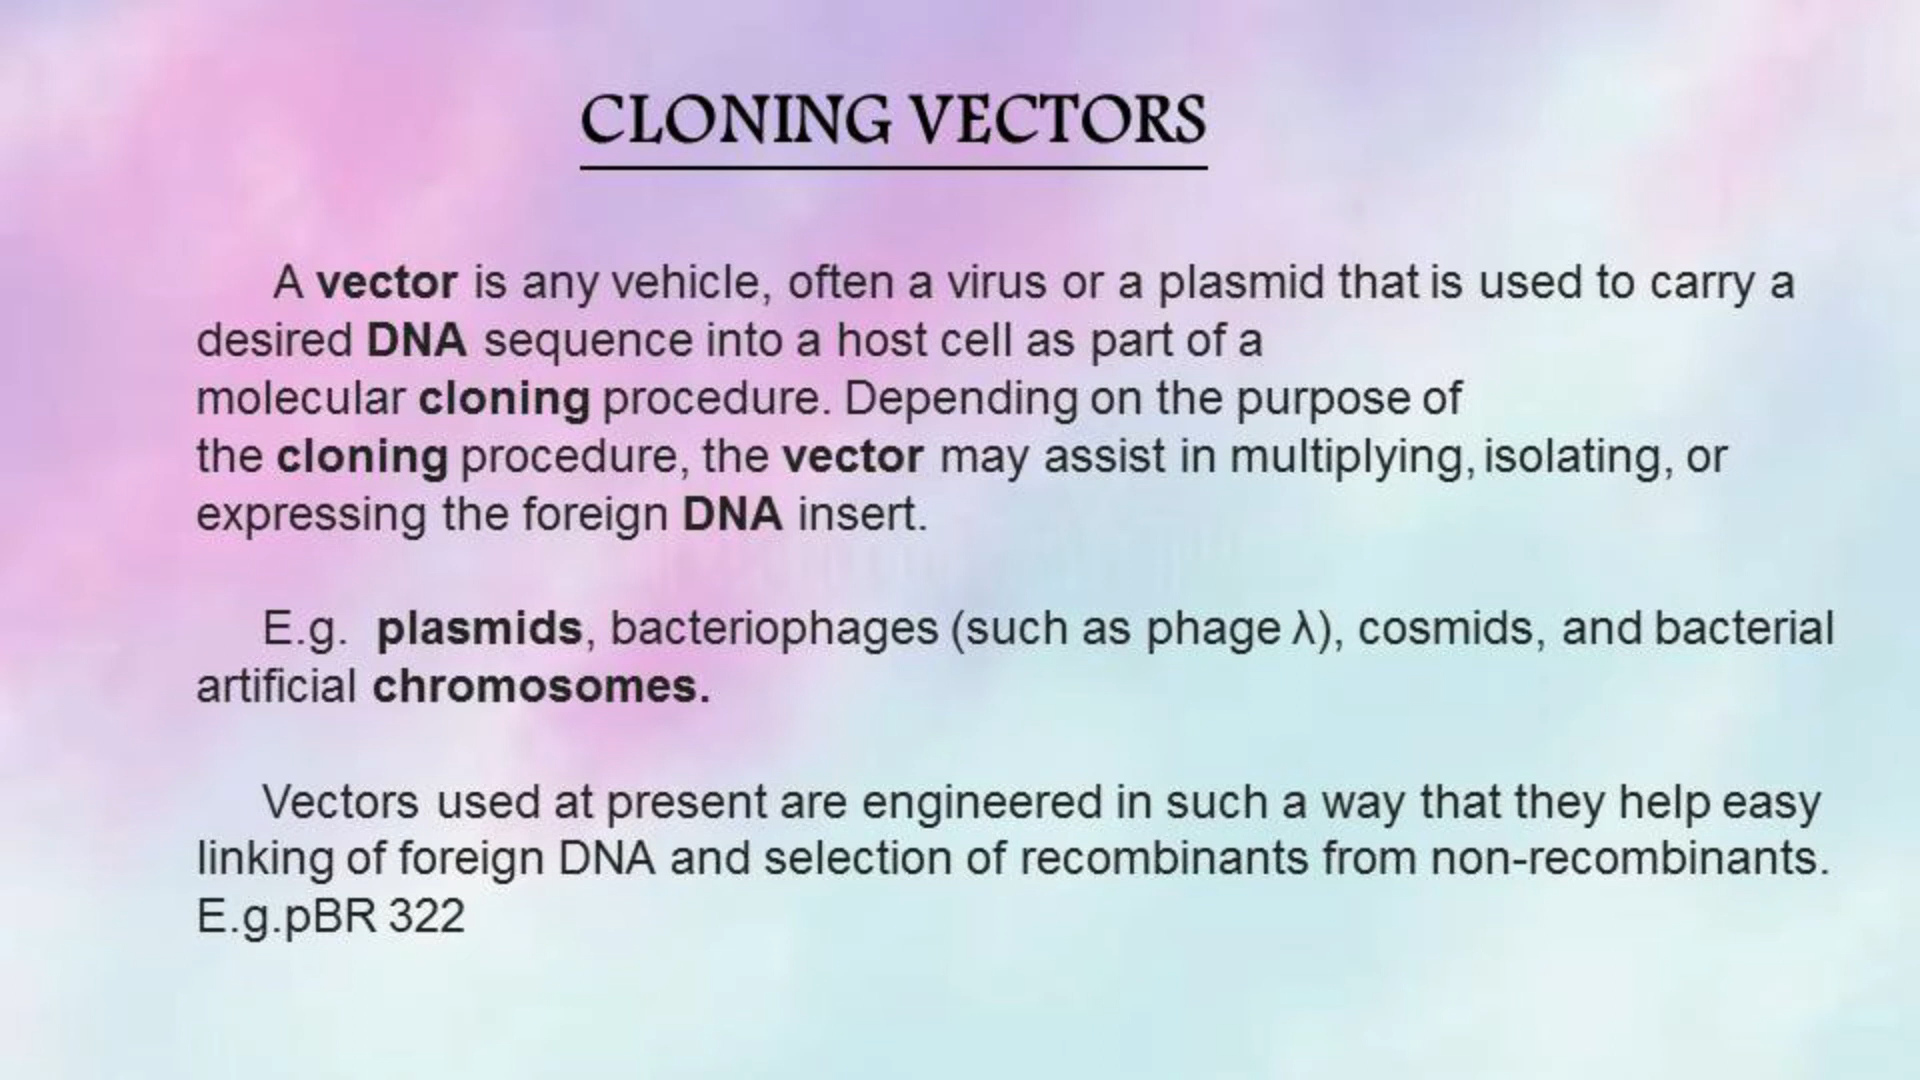 CLONING VECTORS
A vector is any vehicle, often a virus or a plasmid that is used to carry a
desired DNA sequence into a host cell as part of a
molecular cloning procedure. Depending on the purpose of
the cloning procedure, the vector may assist in multiplying, isolating, or
expressing the foreign DNA insert.
E.g. plasmids, bacteriophages (such as phage λ), cosmids, and bacterial
artificial chromosomes.
Vectors used at present are engineered in such a way that they help easy
linking of foreign DNA and selection of recombinants from non-recombinants.
E.g.pBR 322